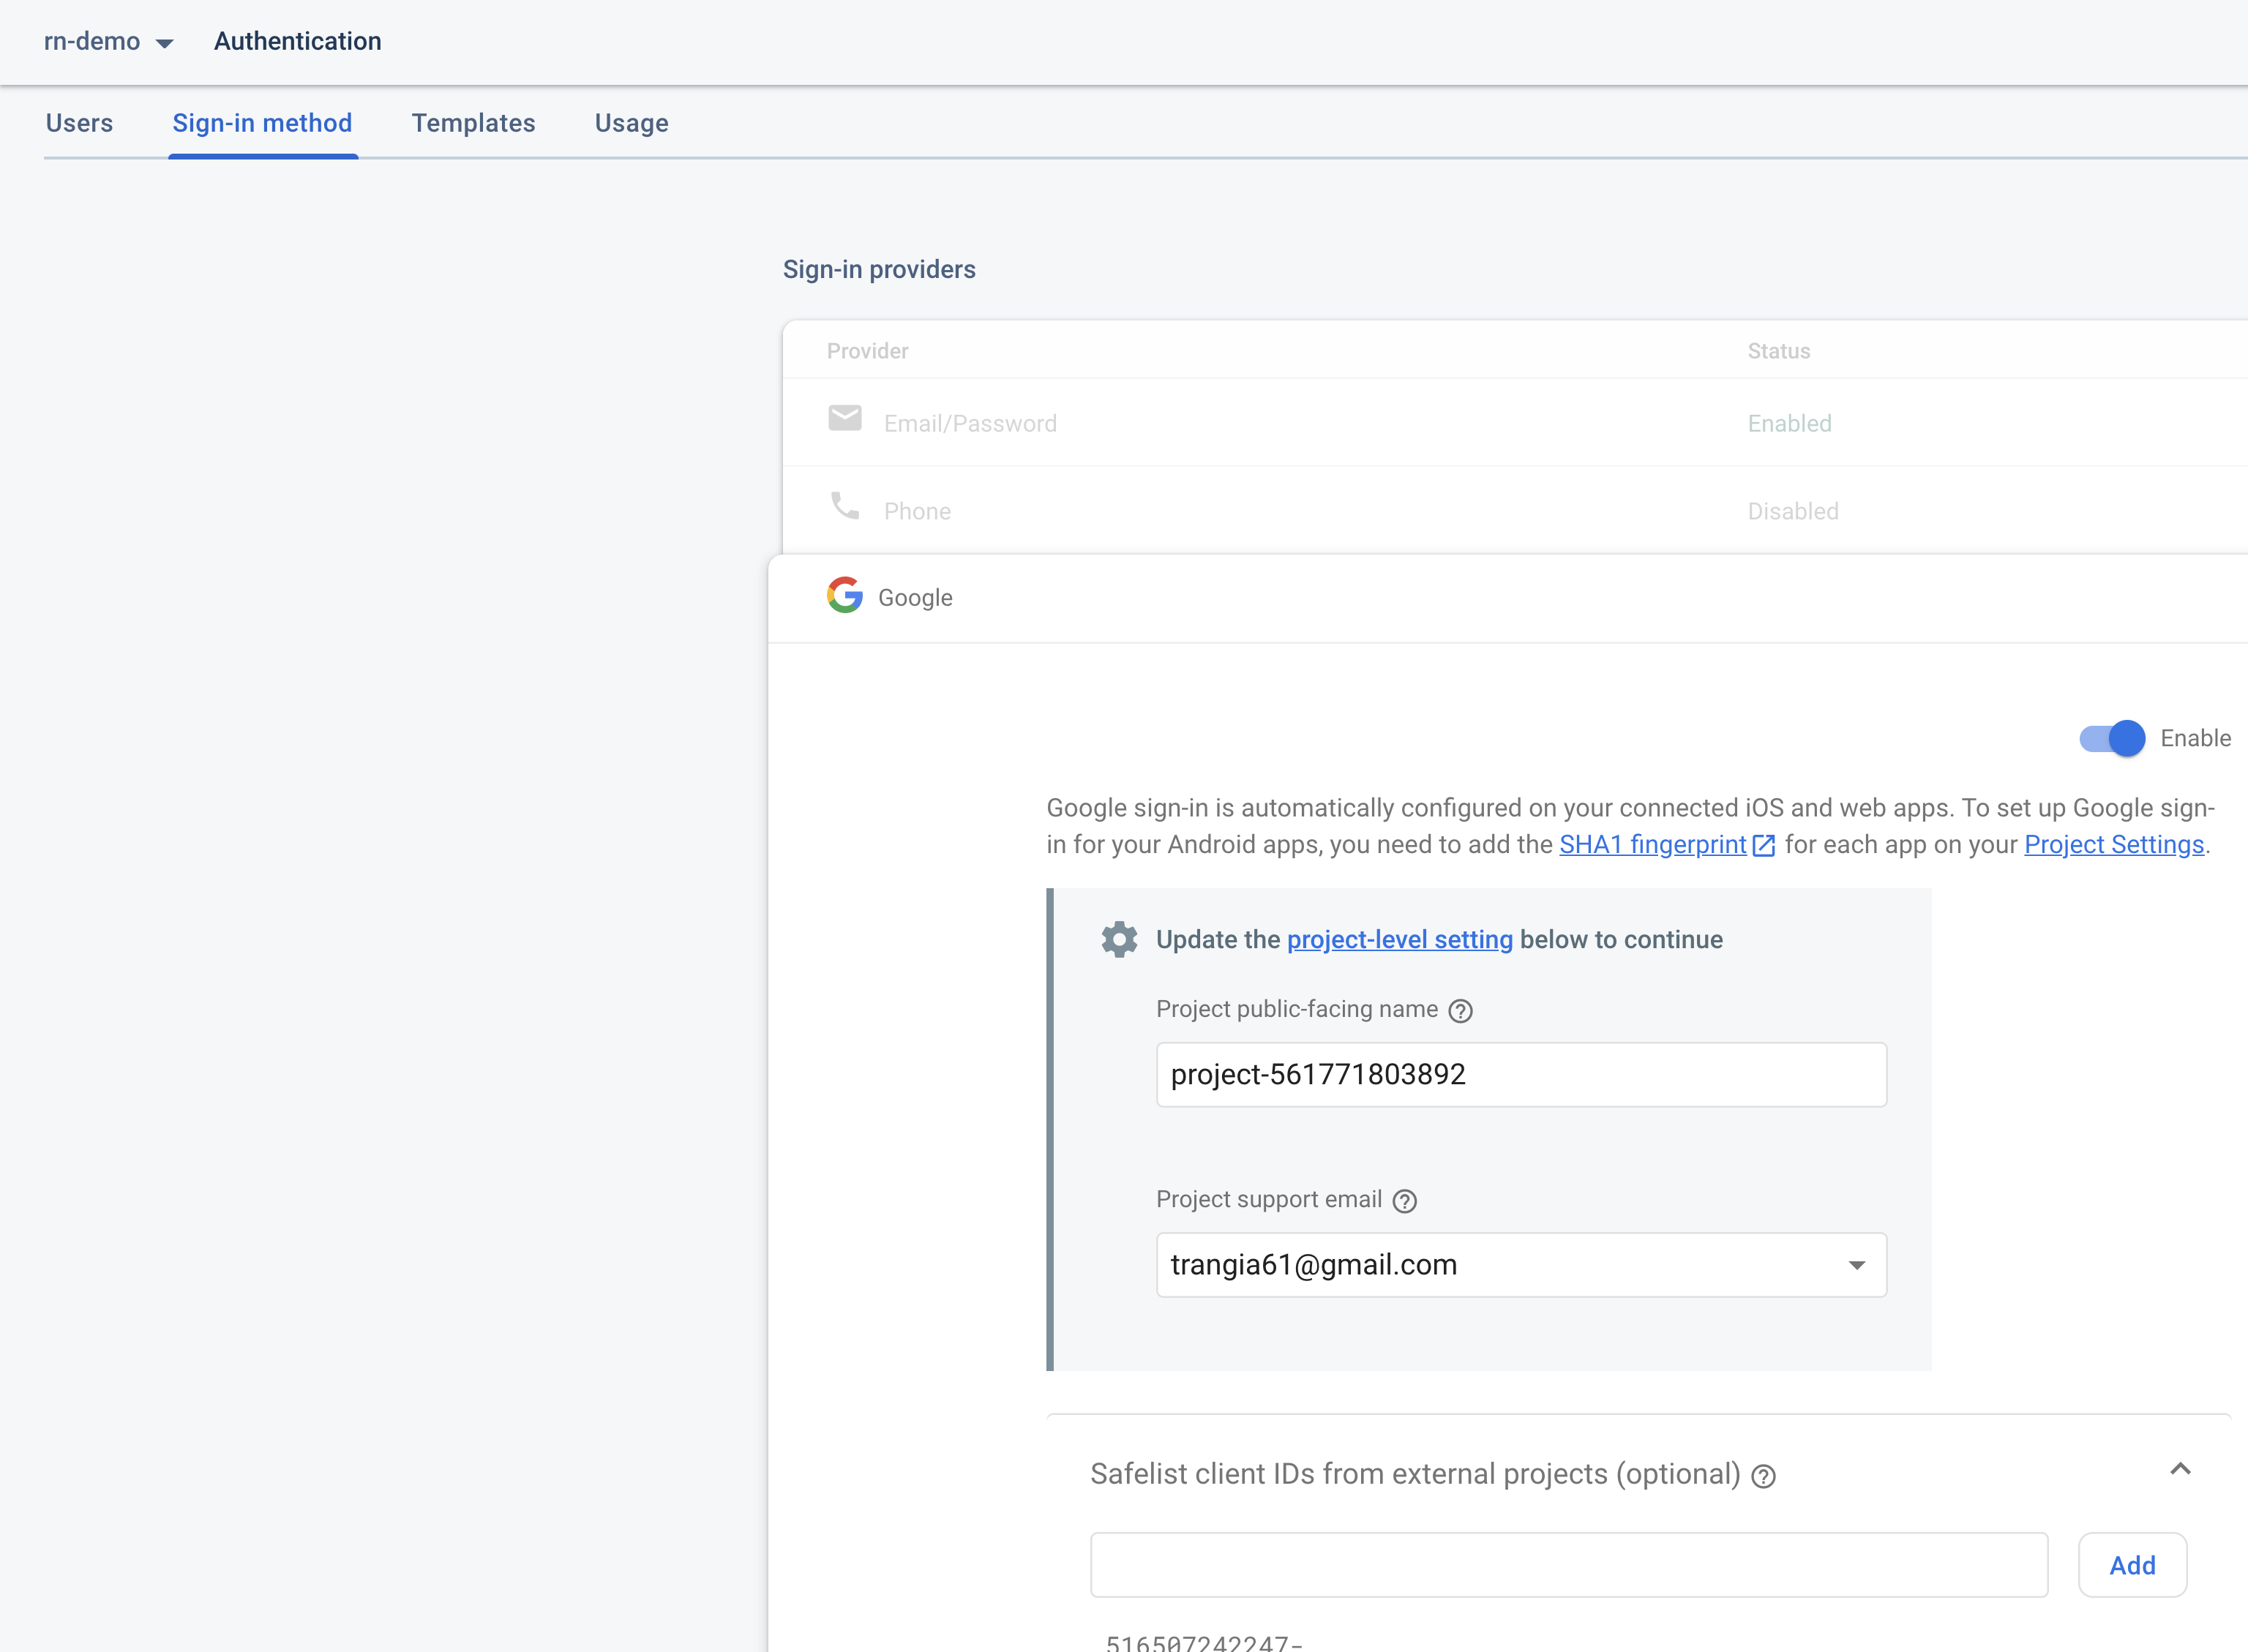 rn-demo Authentication
Users Sign-in method Templates Usage
Sign-in providers
Provider Status
Email/Password Enabled
Phone Disabled
Google
Enable
Google sign-in is automatically configured on your connected iOS and web apps. To set up Google sign-
in for your Android apps, you need to add the SHA1 fingerprint for each app on your Project Settings.
Update the project-level setting below to continue
Project public-facing name
project-561771803892
Project support email
trangia61@gmail.com
Safelist client IDs from external projects (optional)
Add
516507242247-